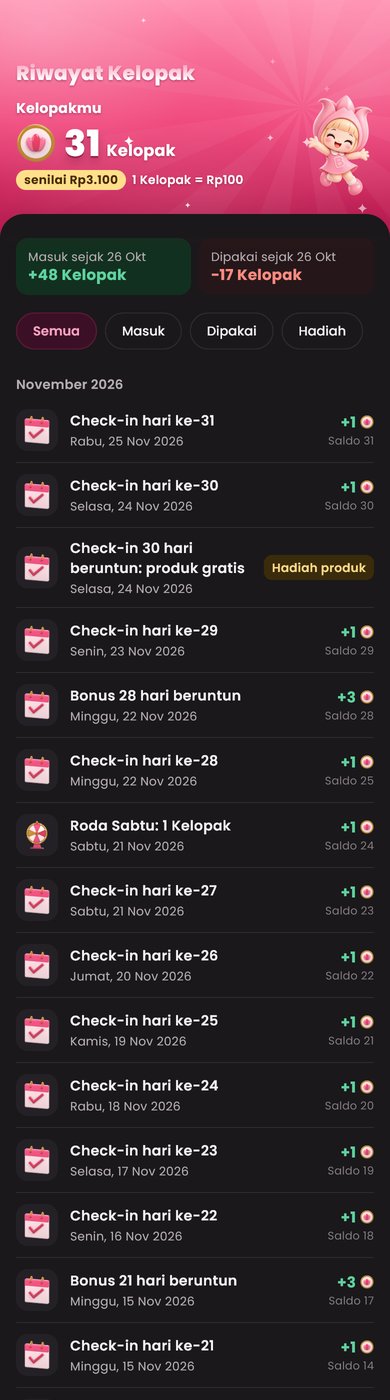 Riwayat Kelopak
Kelopakmu
31 Kelopak
senilai Rp3.100 1 Kelopak = Rp100
Masuk sejak 26 Okt
+48 Kelopak
Dipakai sejak 26 Okt
-17 Kelopak
Semua Masuk Dipakai Hadiah
November 2026
Check-in hari ke-31
+1
Rabu, 25 Nov 2026
Saldo 31
Check-in hari ke-30
+1
Selasa, 24 Nov 2026
Saldo 30
Check-in 30 hari
beruntun: produk gratis
Hadiah produk
Selasa, 24 Nov 2026
Check-in hari ke-29
+1
Senin, 23 Nov 2026
Saldo 29
Bonus 28 hari beruntun
+3
Minggu, 22 Nov 2026
Saldo 28
Check-in hari ke-28
+1
Minggu, 22 Nov 2026
Saldo 25
Roda Sabtu: 1 Kelopak
+1
Sabtu, 21 Nov 2026
Saldo 24
Check-in hari ke-27
+1
Sabtu, 21 Nov 2026
Saldo 23
Check-in hari ke-26
+1
Jumat, 20 Nov 2026
Saldo 22
Check-in hari ke-25
+1
Kamis, 19 Nov 2026
Saldo 21
Check-in hari ke-24
+1
Rabu, 18 Nov 2026
Saldo 20
Check-in hari ke-23
+1
Selasa, 17 Nov 2026
Saldo 19
Check-in hari ke-22
+1
Senin, 16 Nov 2026
Saldo 18
Bonus 21 hari beruntun
+3
Minggu, 15 Nov 2026
Saldo 17
Check-in hari ke-21
+1
Minggu, 15 Nov 2026
Saldo 14